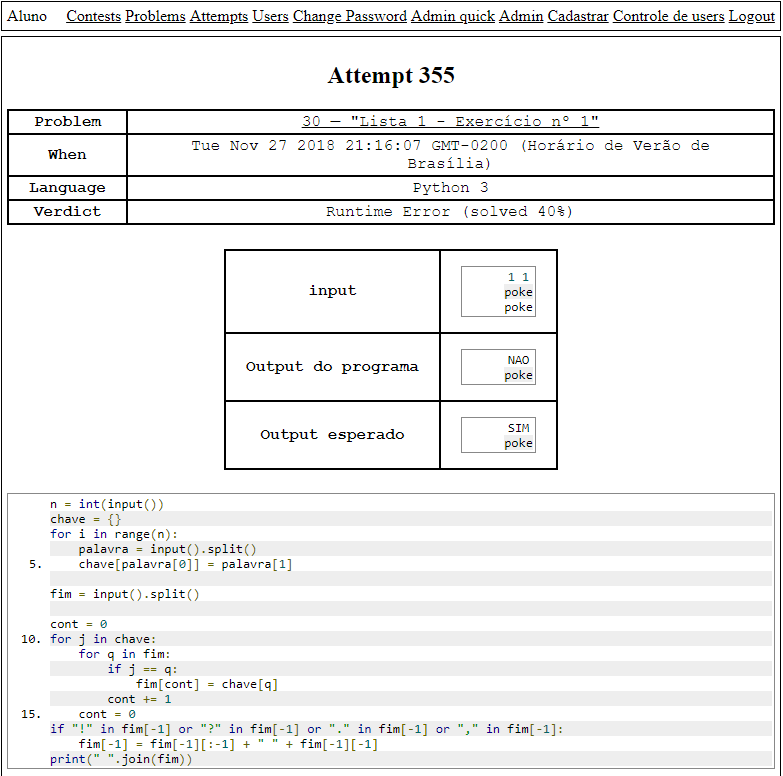 Aluno Contests Problems Attempts Users Change Password Admin quick Admin Cadastrar Controle de users Logout
Attempt 355
Problem 30 — "Lista 1 - Exercício nº 1"
When Tue Nov 27 2018 21:16:07 GMT-0200 (Horário de Verão de
Brasília)
Language Python 3
Verdict Runtime Error (solved 40%)
input
1 1
poke
poke
Output do programa
NAO
poke
Output esperado
SIM
poke
n = int(input())
chave = {}
for i in range(n):
    palavra = input().split()
5.    chave[palavra[0]] = palavra[1]
fim = input().split()
cont = 0
10. for j in chave:
    for q in fim:
        if j == q:
            fim[cont] = chave[q]
        cont += 1
15.    cont = 0
if "!" in fim[-1] or "?" in fim[-1] or "." in fim[-1] or "," in fim[-1]:
    fim[-1] = fim[-1][:-1] + " " + fim[-1][-1]
print(" ".join(fim))